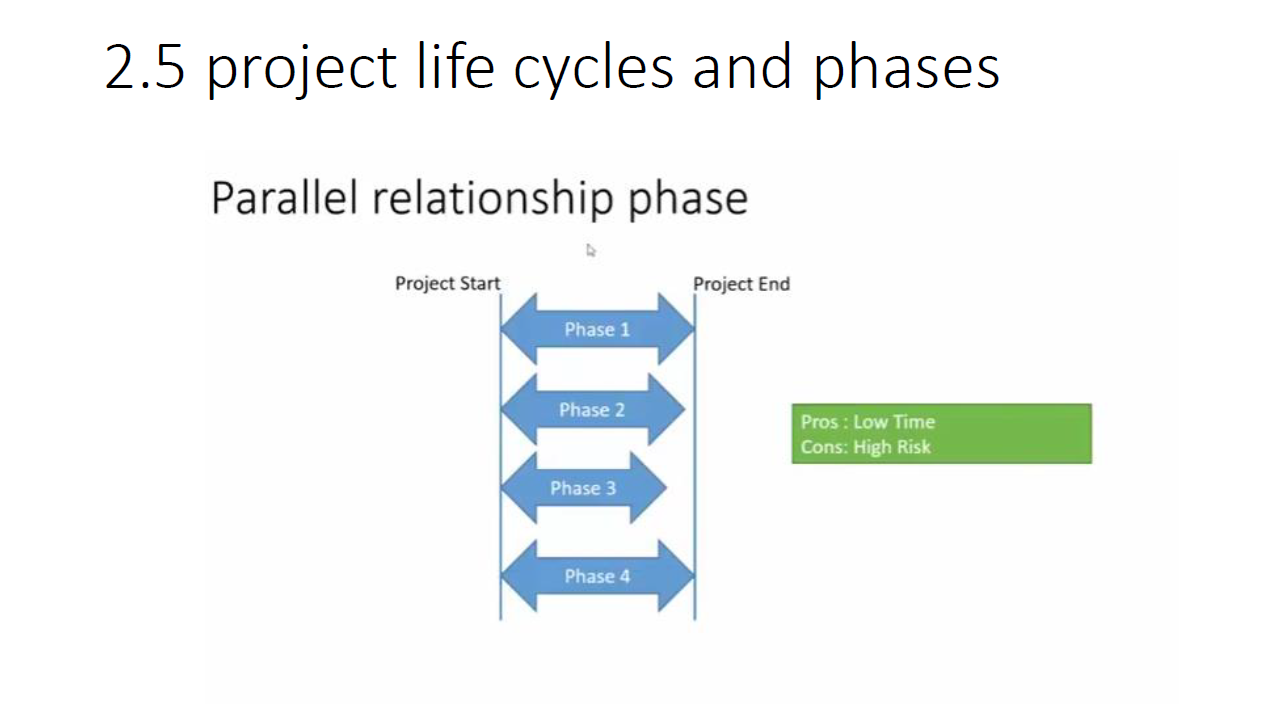 2.5 project life cycles and phases
Parallel relationship phase
Project Start
Project End
Phase 1
Phase 2
Phase 3
Phase 4
Pros : Low Time
Cons: High Risk